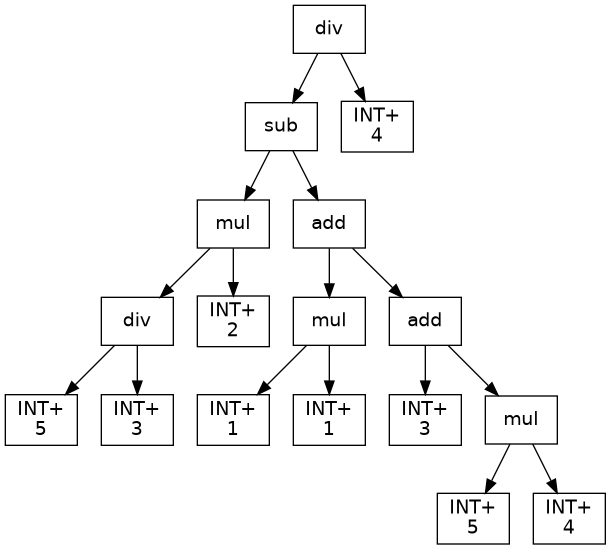 div
sub
INT+
4
mul
add
div
INT+
2
mul
add
INT+
5
INT+
3
INT+
1
INT+
1
INT+
3
mul
INT+
5
INT+
4